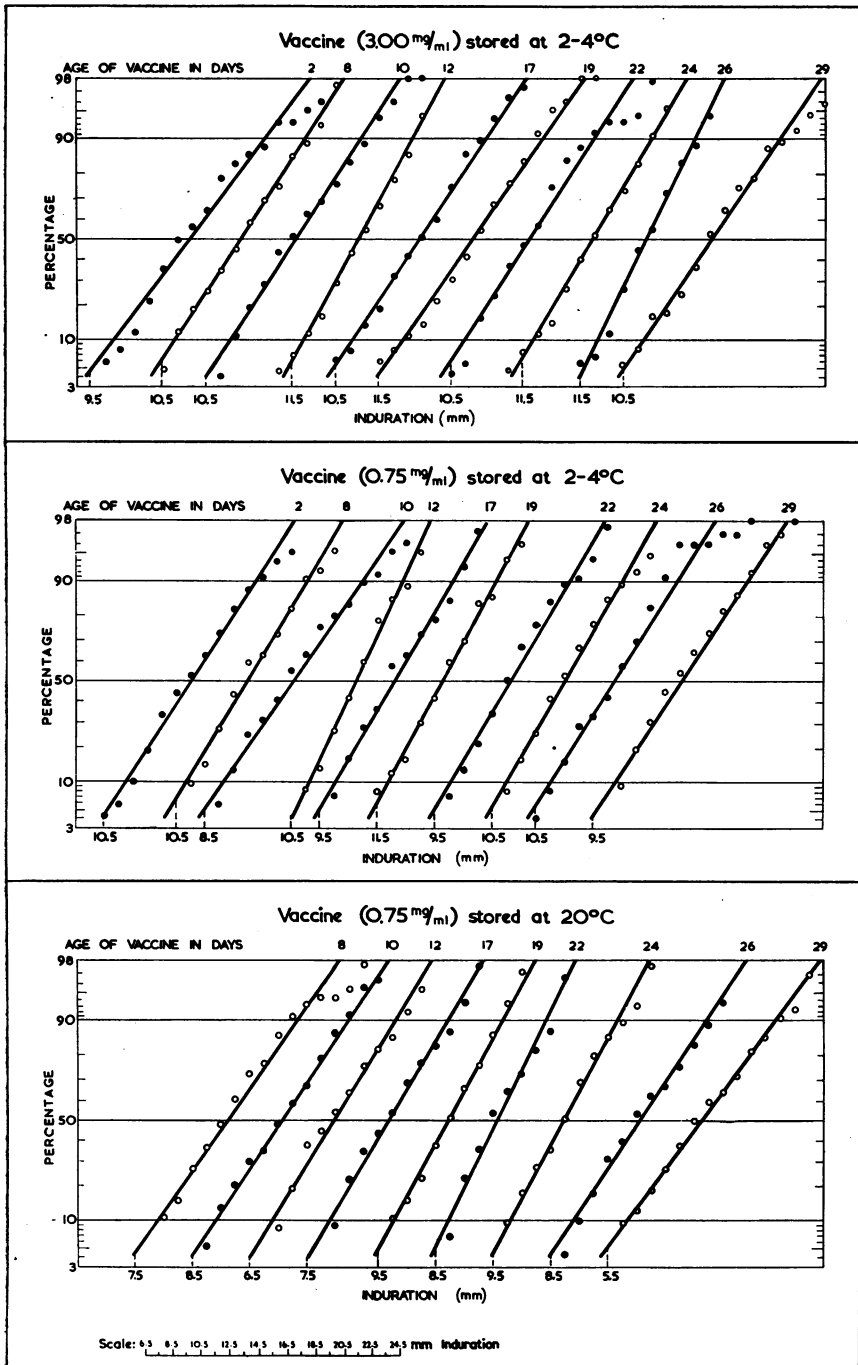 Vaccine (3.00 mg/ml) stored at 2-4°C
AGE OF VACCINE IN DAYS 2 8 10 12 17 19 22 24 26 29
98
90
50
10
3
PERCENTAGE
9.5 10.5 10.5 11.5 10.5 11.5 10.5 11.5 11.5 10.5
INDURATION (mm)
Vaccine (0.75 mg/ml) stored at 2-4°C
AGE OF VACCINE IN DAYS 2 8 10 12 17 19 22 24 26 29
98
90
50
10
3
PERCENTAGE
10.5 10.5 8.5 10.5 9.5 11.5 9.5 10.5 10.5 9.5
INDURATION (mm)
Vaccine (0.75 mg/ml) stored at 20°C
AGE OF VACCINE IN DAYS 8 10 12 17 19 22 24 26 29
98
90
50
10
3
PERCENTAGE
7.5 8.5 6.5 7.5 9.5 8.5 9.5 8.5 5.5
INDURATION (mm)
Scale: 6.5 8.5 10.5 12.5 14.5 16.5 18.5 20.5 22.5 24.5 mm Induration